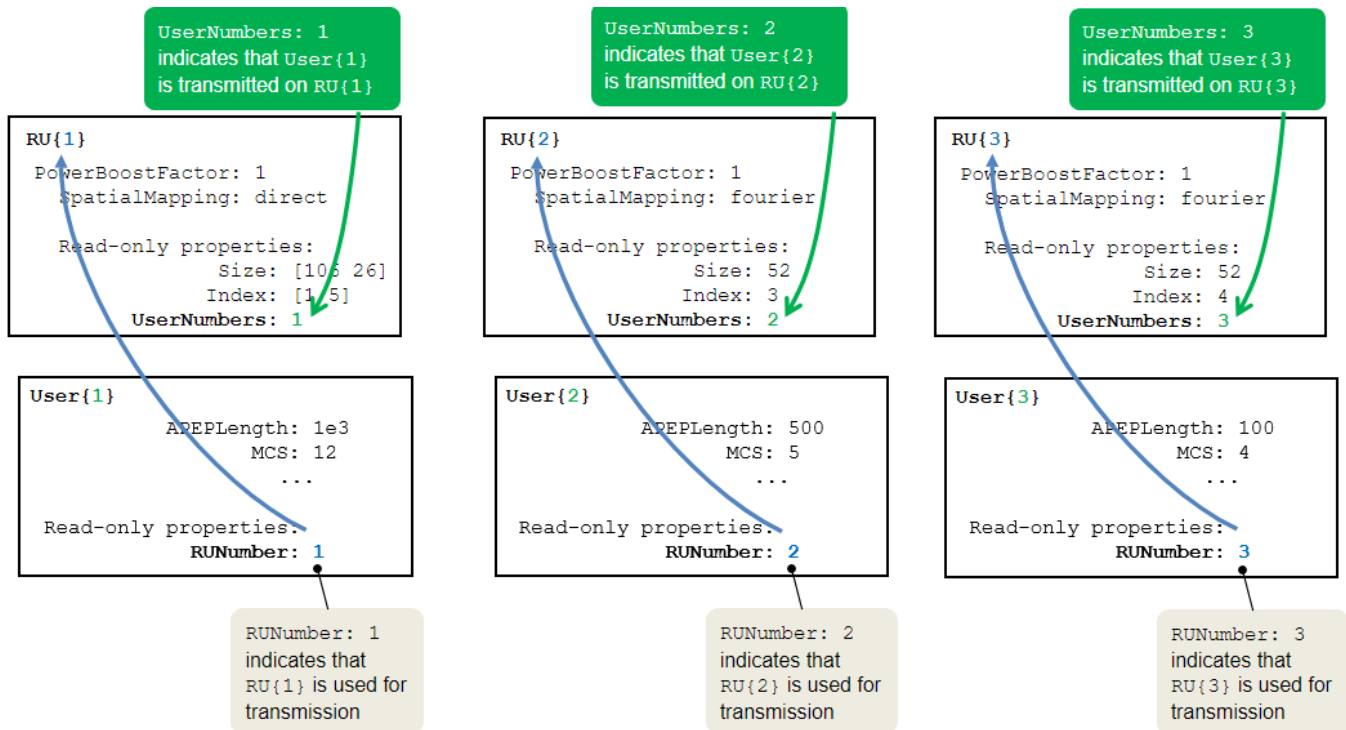 UserNumbers: 1
indicates that User{1}
is transmitted on RU{1}
UserNumbers: 2
indicates that User{2}
is transmitted on RU{2}
UserNumbers: 3
indicates that User{3}
is transmitted on RU{3}
RU{1}
PowerBoostFactor: 1
SpatialMapping: direct
Read-only properties:
Size: [106 26]
Index: [1 5]
UserNumbers: 1
RU{2}
PowerBoostFactor: 1
SpatialMapping: fourier
Read-only properties:
Size: 52
Index: 3
UserNumbers: 2
RU{3}
PowerBoostFactor: 1
SpatialMapping: fourier
Read-only properties:
Size: 52
Index: 4
UserNumbers: 3
User{1}
APEPLength: 1e3
MCS: 12
...
Read-only properties:
RUNumber: 1
User{2}
APEPLength: 500
MCS: 5
...
Read-only properties:
RUNumber: 2
User{3}
APEPLength: 100
MCS: 4
...
Read-only properties:
RUNumber: 3
RUNumber: 1
indicates that
RU{1} is used for
transmission
RUNumber: 2
indicates that
RU{2} is used for
transmission
RUNumber: 3
indicates that
RU{3} is used for
transmission